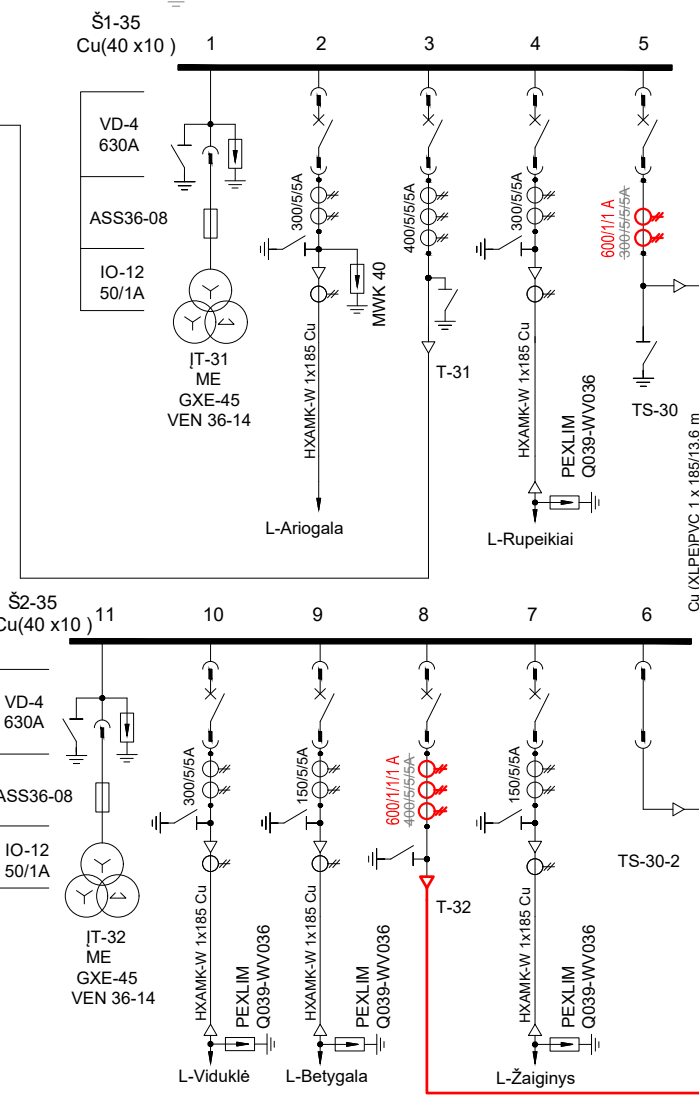 Š1-35
Cu(40 x10 )
1
2
3
4
5
VD-4
630A
ASS36-08
IO-12
50/1A
ĮT-31
ME
GXE-45
VEN 36-14
300/5/5A
MWK 40
HXAMK-W 1x185 Cu
L-Ariogala
400/5/5/5A
T-31
300/5/5A
HXAMK-W 1x185 Cu
PEXLIM
Q039-WV036
L-Rupeikiai
600/1/1 A
300/5/5/5A
TS-30
Cu (XLPE)PVC 1 x 185/13,6 m
Š2-35
Cu(40 x10 )
11
10
9
8
7
6
VD-4
630A
ASS36-08
IO-12
50/1A
ĮT-32
ME
GXE-45
VEN 36-14
300/5/5A
HXAMK-W 1x185 Cu
PEXLIM
Q039-WV036
L-Viduklė
150/5/5A
HXAMK-W 1x185 Cu
PEXLIM
Q039-WV036
L-Betygala
600/1/1/1 A
400/5/5/5A
T-32
150/5/5A
HXAMK-W 1x185 Cu
PEXLIM
Q039-WV036
L-Žaiginys
TS-30-2